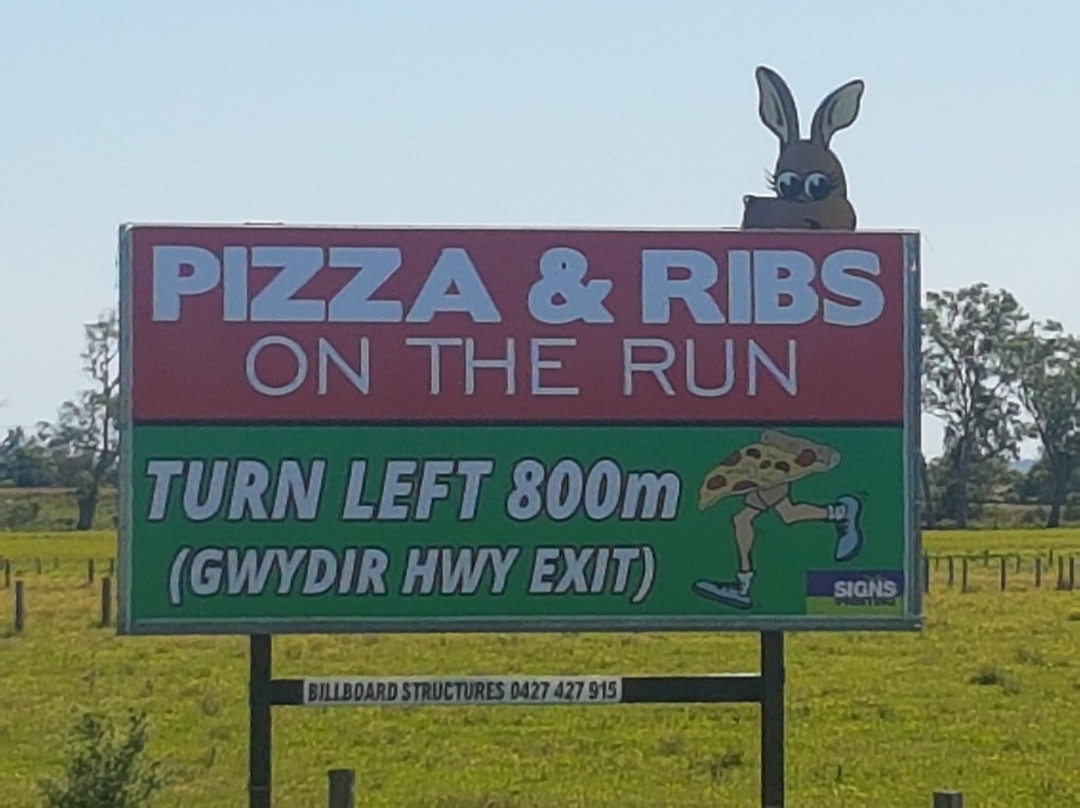 PIZZA & RIBS
ON THE RUN
TURN LEFT 800m
(GWYDIR HWY EXIT)
SIGNS
BILLBOARD STRUCTURES 0427 427 915